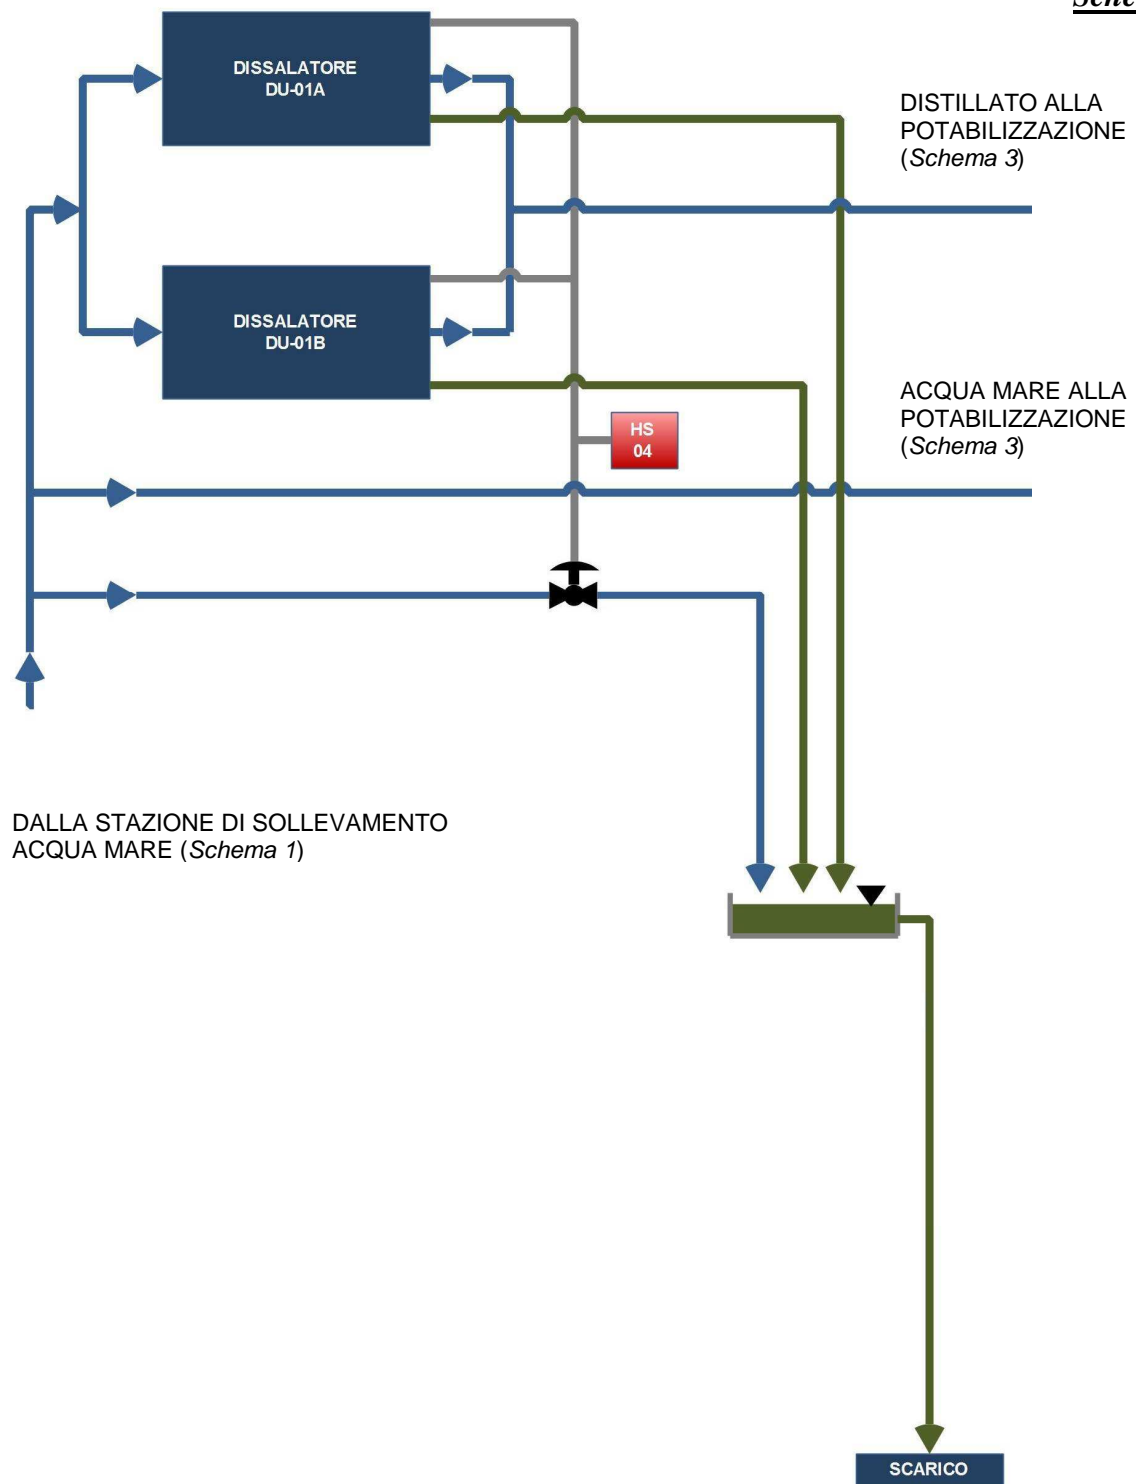 DISSALATORE
DU-01A
DISTILLATO ALLA
POTABILIZZAZIONE
(Schema 3)
DISSALATORE
DU-01B
ACQUA MARE ALLA
POTABILIZZAZIONE
(Schema 3)
HS
04
DALLA STAZIONE DI SOLLEVAMENTO
ACQUA MARE (Schema 1)
SCARICO